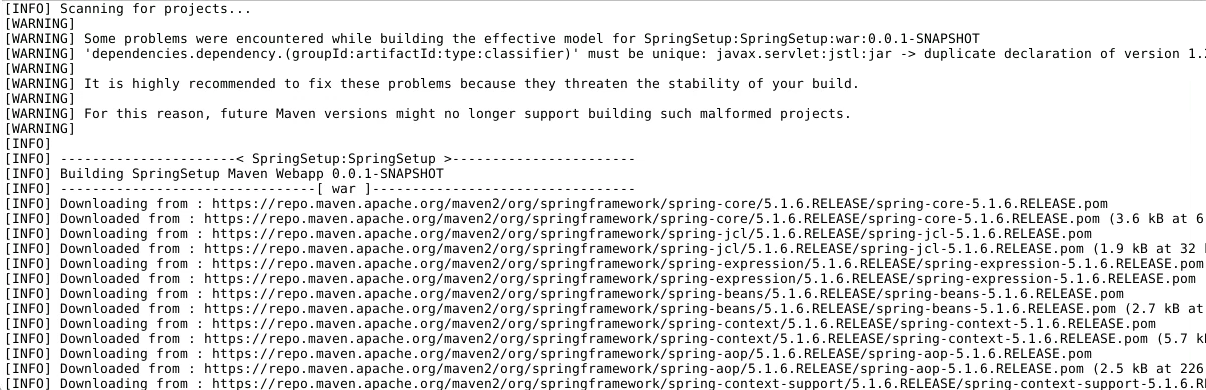 [INFO] Scanning for projects...
[WARNING]
[WARNING] Some problems were encountered while building the effective model for SpringSetup:SpringSetup:war:0.0.1-SNAPSHOT
[WARNING] 'dependencies.dependency.(groupId:artifactId:type:classifier)' must be unique: javax.servlet:jstl:jar -> duplicate declaration of version 1.
[WARNING]
[WARNING] It is highly recommended to fix these problems because they threaten the stability of your build.
[WARNING]
[WARNING] For this reason, future Maven versions might no longer support building such malformed projects.
[WARNING]
[INFO]
[INFO] ----------------------< SpringSetup:SpringSetup >-----------------------
[INFO] Building SpringSetup Maven Webapp 0.0.1-SNAPSHOT
[INFO] --------------------------------[ war ]---------------------------------
[INFO] Downloading from : https://repo.maven.apache.org/maven2/org/springframework/spring-core/5.1.6.RELEASE/spring-core-5.1.6.RELEASE.pom
[INFO] Downloaded from : https://repo.maven.apache.org/maven2/org/springframework/spring-core/5.1.6.RELEASE/spring-core-5.1.6.RELEASE.pom (3.6 kB at 6
[INFO] Downloading from : https://repo.maven.apache.org/maven2/org/springframework/spring-jcl/5.1.6.RELEASE/spring-jcl-5.1.6.RELEASE.pom
[INFO] Downloaded from : https://repo.maven.apache.org/maven2/org/springframework/spring-jcl/5.1.6.RELEASE/spring-jcl-5.1.6.RELEASE.pom (1.9 kB at 32
[INFO] Downloading from : https://repo.maven.apache.org/maven2/org/springframework/spring-expression/5.1.6.RELEASE/spring-expression-5.1.6.RELEASE.pom
[INFO] Downloaded from : https://repo.maven.apache.org/maven2/org/springframework/spring-expression/5.1.6.RELEASE/spring-expression-5.1.6.RELEASE.pom
[INFO] Downloading from : https://repo.maven.apache.org/maven2/org/springframework/spring-beans/5.1.6.RELEASE/spring-beans-5.1.6.RELEASE.pom
[INFO] Downloaded from : https://repo.maven.apache.org/maven2/org/springframework/spring-beans/5.1.6.RELEASE/spring-beans-5.1.6.RELEASE.pom (2.7 kB at
[INFO] Downloading from : https://repo.maven.apache.org/maven2/org/springframework/spring-context/5.1.6.RELEASE/spring-context-5.1.6.RELEASE.pom
[INFO] Downloaded from : https://repo.maven.apache.org/maven2/org/springframework/spring-context/5.1.6.RELEASE/spring-context-5.1.6.RELEASE.pom (5.7 k
[INFO] Downloading from : https://repo.maven.apache.org/maven2/org/springframework/spring-aop/5.1.6.RELEASE/spring-aop-5.1.6.RELEASE.pom
[INFO] Downloaded from : https://repo.maven.apache.org/maven2/org/springframework/spring-aop/5.1.6.RELEASE/spring-aop-5.1.6.RELEASE.pom (2.5 kB at 226
[INFO] Downloading from : https://repo.maven.apache.org/maven2/org/springframework/spring-context-support/5.1.6.RELEASE/spring-context-support-5.1.6.R